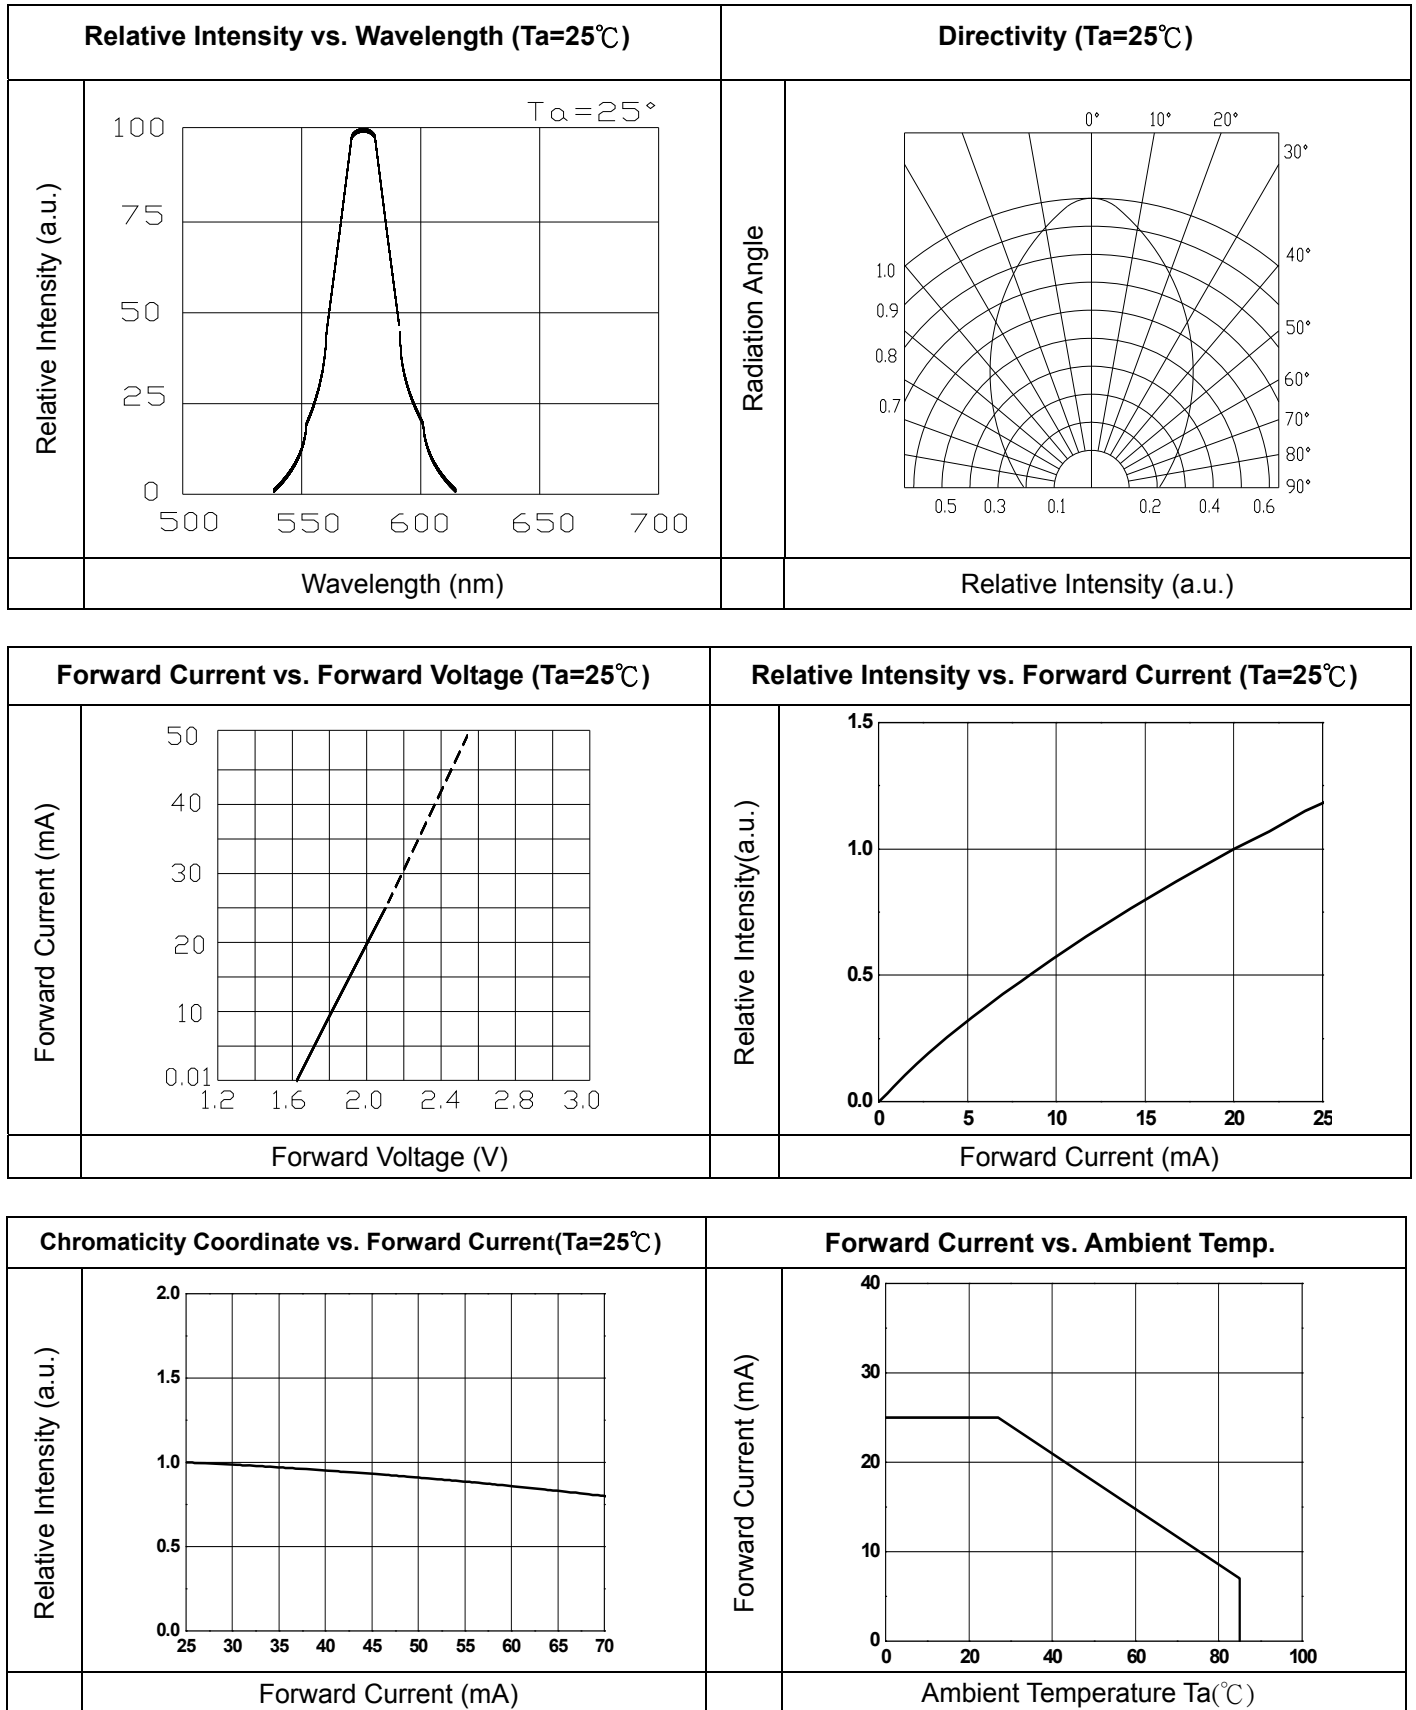 Relative Intensity vs. Wavelength (Ta=25℃)
Directivity (Ta=25℃)
Relative Intensity (a.u.)
Ta=25°
100
75
50
25
0
500 550 600 650 700
Wavelength (nm)
Radiation Angle
0° 10° 20°
30°
40°
50°
60°
70°
80°
90°
1.0
0.9
0.8
0.7
0.5 0.3 0.1 0.2 0.4 0.6
Relative Intensity (a.u.)
Forward Current vs. Forward Voltage (Ta=25℃)
Relative Intensity vs. Forward Current (Ta=25℃)
Forward Current (mA)
50
40
30
20
10
0.01
1.2 1.6 2.0 2.4 2.8 3.0
Forward Voltage (V)
Relative Intensity(a.u.)
1.5
1.0
0.5
0.0
0 5 10 15 20 25
Forward Current (mA)
Chromaticity Coordinate vs. Forward Current(Ta=25℃)
Forward Current vs. Ambient Temp.
Relative Intensity (a.u.)
2.0
1.5
1.0
0.5
0.0
25 30 35 40 45 50 55 60 65 70
Forward Current (mA)
Forward Current (mA)
40
30
20
10
0
0 20 40 60 80 100
Ambient Temperature Ta(℃)